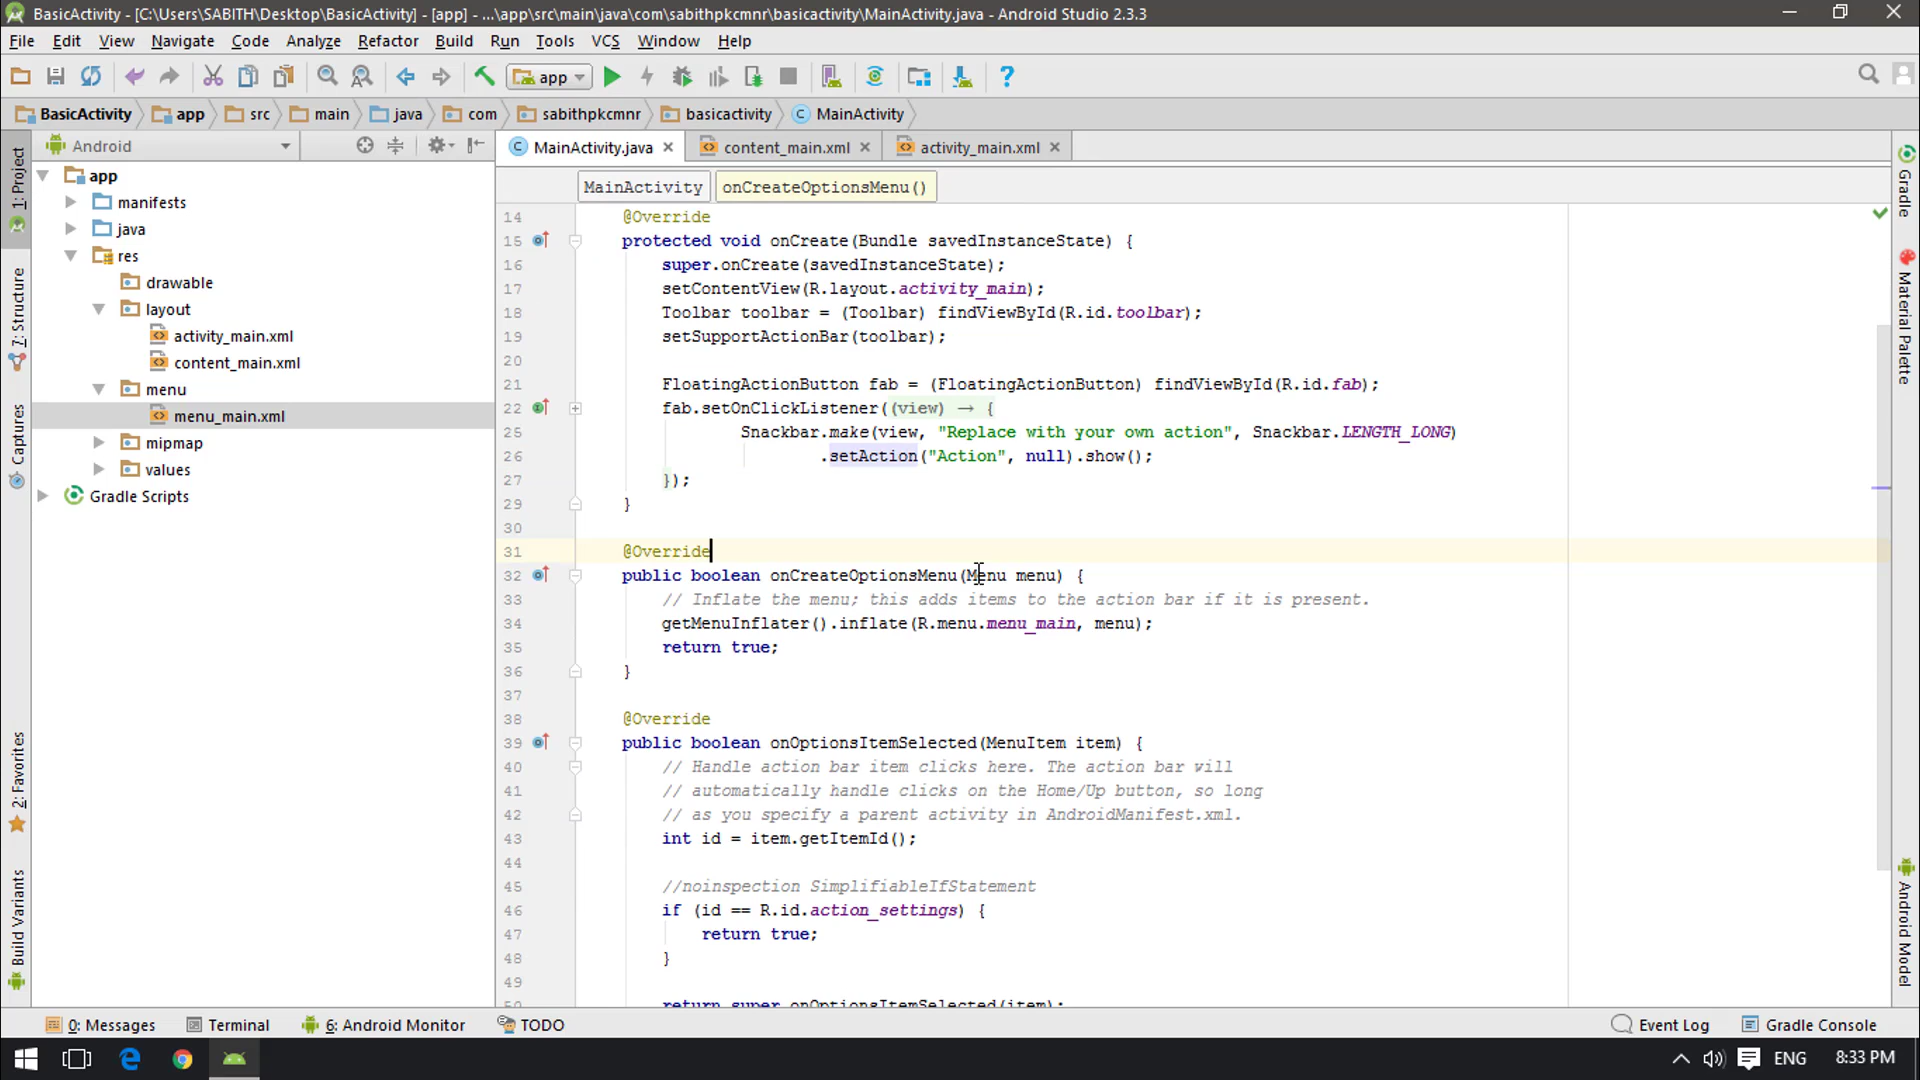 BasicActivity - [C:\Users\SABITH\Desktop\BasicActivity] - [app] - ...\app\src\main\java\com\sabithpkcmnr\basicactivity\MainActivity.java - Android Studio 2.3.3
File Edit View Navigate Code Analyze Refactor Build Run Tools VCS Window Help
app
BasicActivity app src main java com sabithpkcmnr basicactivity MainActivity
Android
MainActivity.java content_main.xml activity_main.xml
MainActivity onCreateOptionsMenu()
1: Project
7: Structure
Captures
2: Favorites
Build Variants
app
manifests
java
res
drawable
layout
activity_main.xml
content_main.xml
menu
menu_main.xml
mipmap
values
Gradle Scripts
14 @Override
15 protected void onCreate(Bundle savedInstanceState) {
16 super.onCreate(savedInstanceState);
17 setContentView(R.layout.activity_main);
18 Toolbar toolbar = (Toolbar) findViewById(R.id.toolbar);
19 setSupportActionBar(toolbar);
20
21 FloatingActionButton fab = (FloatingActionButton) findViewById(R.id.fab);
22 fab.setOnClickListener((view) → {
25 Snackbar.make(view, "Replace with your own action", Snackbar.LENGTH_LONG)
26 .setAction("Action", null).show();
27 });
29 }
30
31 @Override
32 public boolean onCreateOptionsMenu(Menu menu) {
33 // Inflate the menu; this adds items to the action bar if it is present.
34 getMenuInflater().inflate(R.menu.menu_main, menu);
35 return true;
36 }
37
38 @Override
39 public boolean onOptionsItemSelected(MenuItem item) {
40 // Handle action bar item clicks here. The action bar will
41 // automatically handle clicks on the Home/Up button, so long
42 // as you specify a parent activity in AndroidManifest.xml.
43 int id = item.getItemId();
44
45 //noinspection SimplifiableIfStatement
46 if (id == R.id.action_settings) {
47 return true;
48 }
49
50 return super.onOptionsItemSelected(item);
Gradle
Material Palette
Android Model
0: Messages Terminal 6: Android Monitor TODO Event Log Gradle Console
ENG 8:33 PM